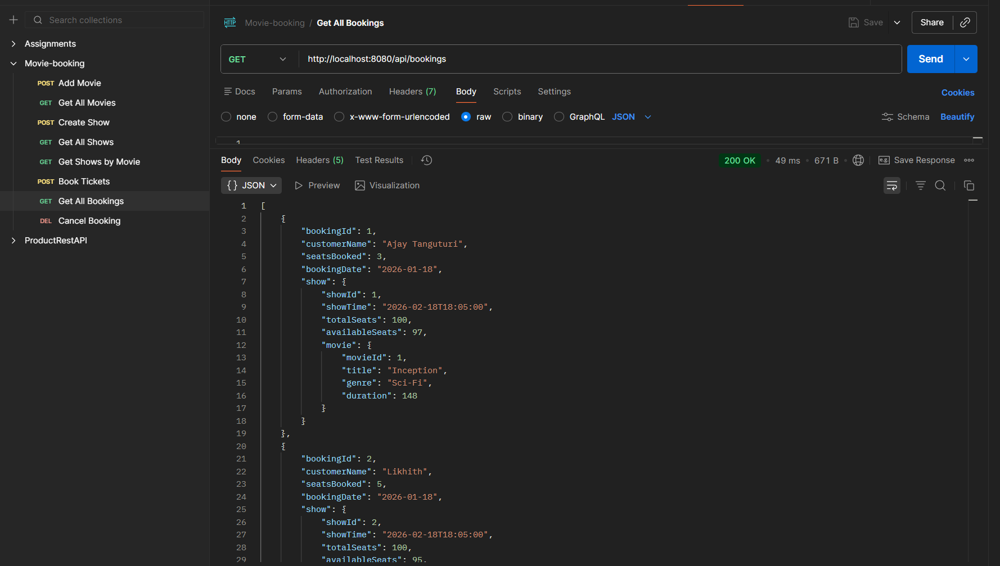 Search collections
Assignments
Movie-booking
POST Add Movie
GET Get All Movies
POST Create Show
GET Get All Shows
GET Get Shows by Movie
POST Book Tickets
GET Get All Bookings
DEL Cancel Booking
ProductRestAPI
HTTP Movie-booking / Get All Bookings
Save Share
GET http://localhost:8080/api/bookings Send
Docs Params Authorization Headers (7) Body Scripts Settings Cookies
none form-data x-www-form-urlencoded raw binary GraphQL JSON Schema Beautify
1
Body Cookies Headers (5) Test Results 200 OK • 49 ms • 671 B • e.g. Save Response
{} JSON Preview Visualization
1 [
2 {
3 "bookingId": 1,
4 "customerName": "Ajay Tanguturi",
5 "seatsBooked": 3,
6 "bookingDate": "2026-01-18",
7 "show": {
8 "showId": 1,
9 "showTime": "2026-02-18T18:05:00",
10 "totalSeats": 100,
11 "availableSeats": 97,
12 "movie": {
13 "movieId": 1,
14 "title": "Inception",
15 "genre": "Sci-Fi",
16 "duration": 148
17 }
18 }
19 },
20 {
21 "bookingId": 2,
22 "customerName": "Likhith",
23 "seatsBooked": 5,
24 "bookingDate": "2026-01-18",
25 "show": {
26 "showId": 2,
27 "showTime": "2026-02-18T18:05:00",
28 "totalSeats": 100,
29 "availableSeats": 95,